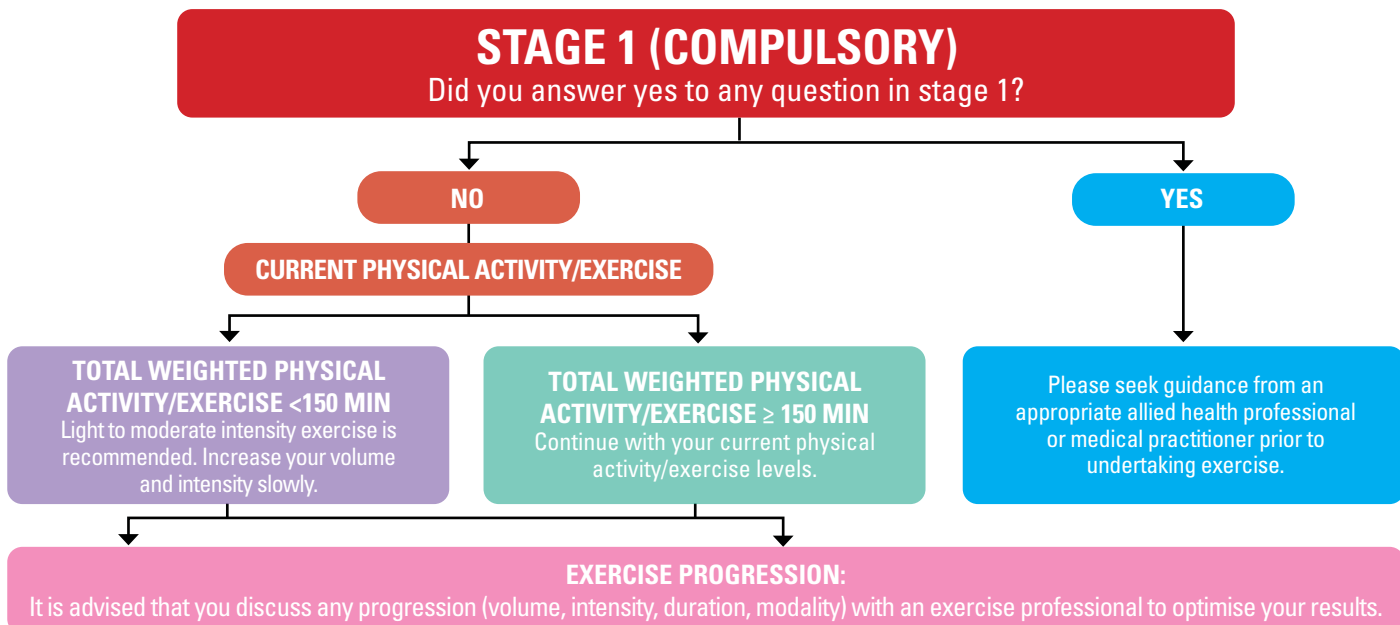 STAGE 1 (COMPULSORY)
Did you answer yes to any question in stage 1?
NO
YES
CURRENT PHYSICAL ACTIVITY/EXERCISE
TOTAL WEIGHTED PHYSICAL
ACTIVITY/EXERCISE <150 MIN
Light to moderate intensity exercise is
recommended. Increase your volume
and intensity slowly.
TOTAL WEIGHTED PHYSICAL
ACTIVITY/EXERCISE ≥ 150 MIN
Continue with your current physical
activity/exercise levels.
Please seek guidance from an
appropriate allied health professional
or medical practitioner prior to
undertaking exercise.
EXERCISE PROGRESSION:
It is advised that you discuss any progression (volume, intensity, duration, modality) with an exercise professional to optimise your results.